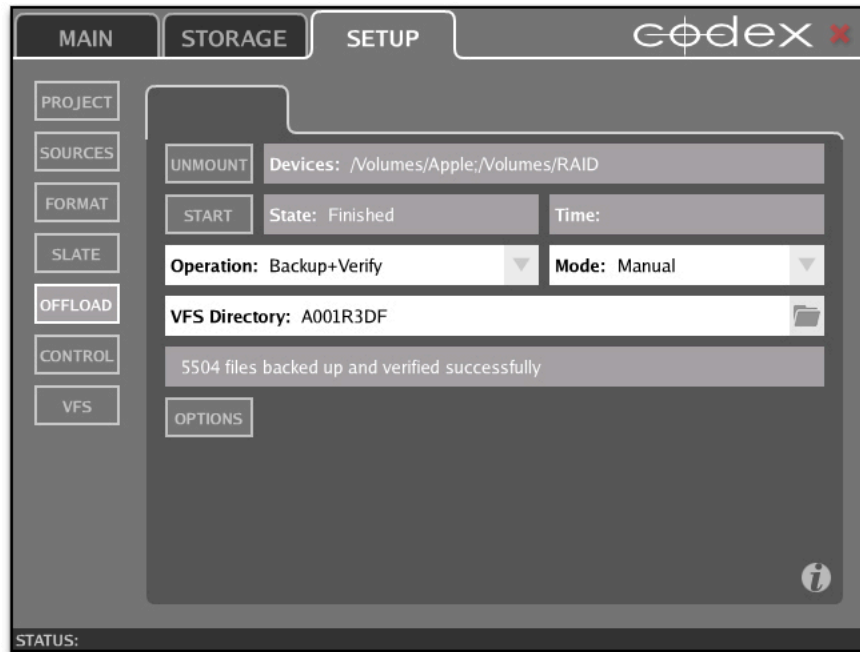 MAIN STORAGE SETUP codex
PROJECT
SOURCES
FORMAT
SLATE
OFFLOAD
CONTROL
VFS
UNMOUNT Devices: /Volumes/Apple;/Volumes/RAID
START State: Finished Time:
Operation: Backup+Verify Mode: Manual
VFS Directory: A001R3DF
5504 files backed up and verified successfully
OPTIONS
i
STATUS: